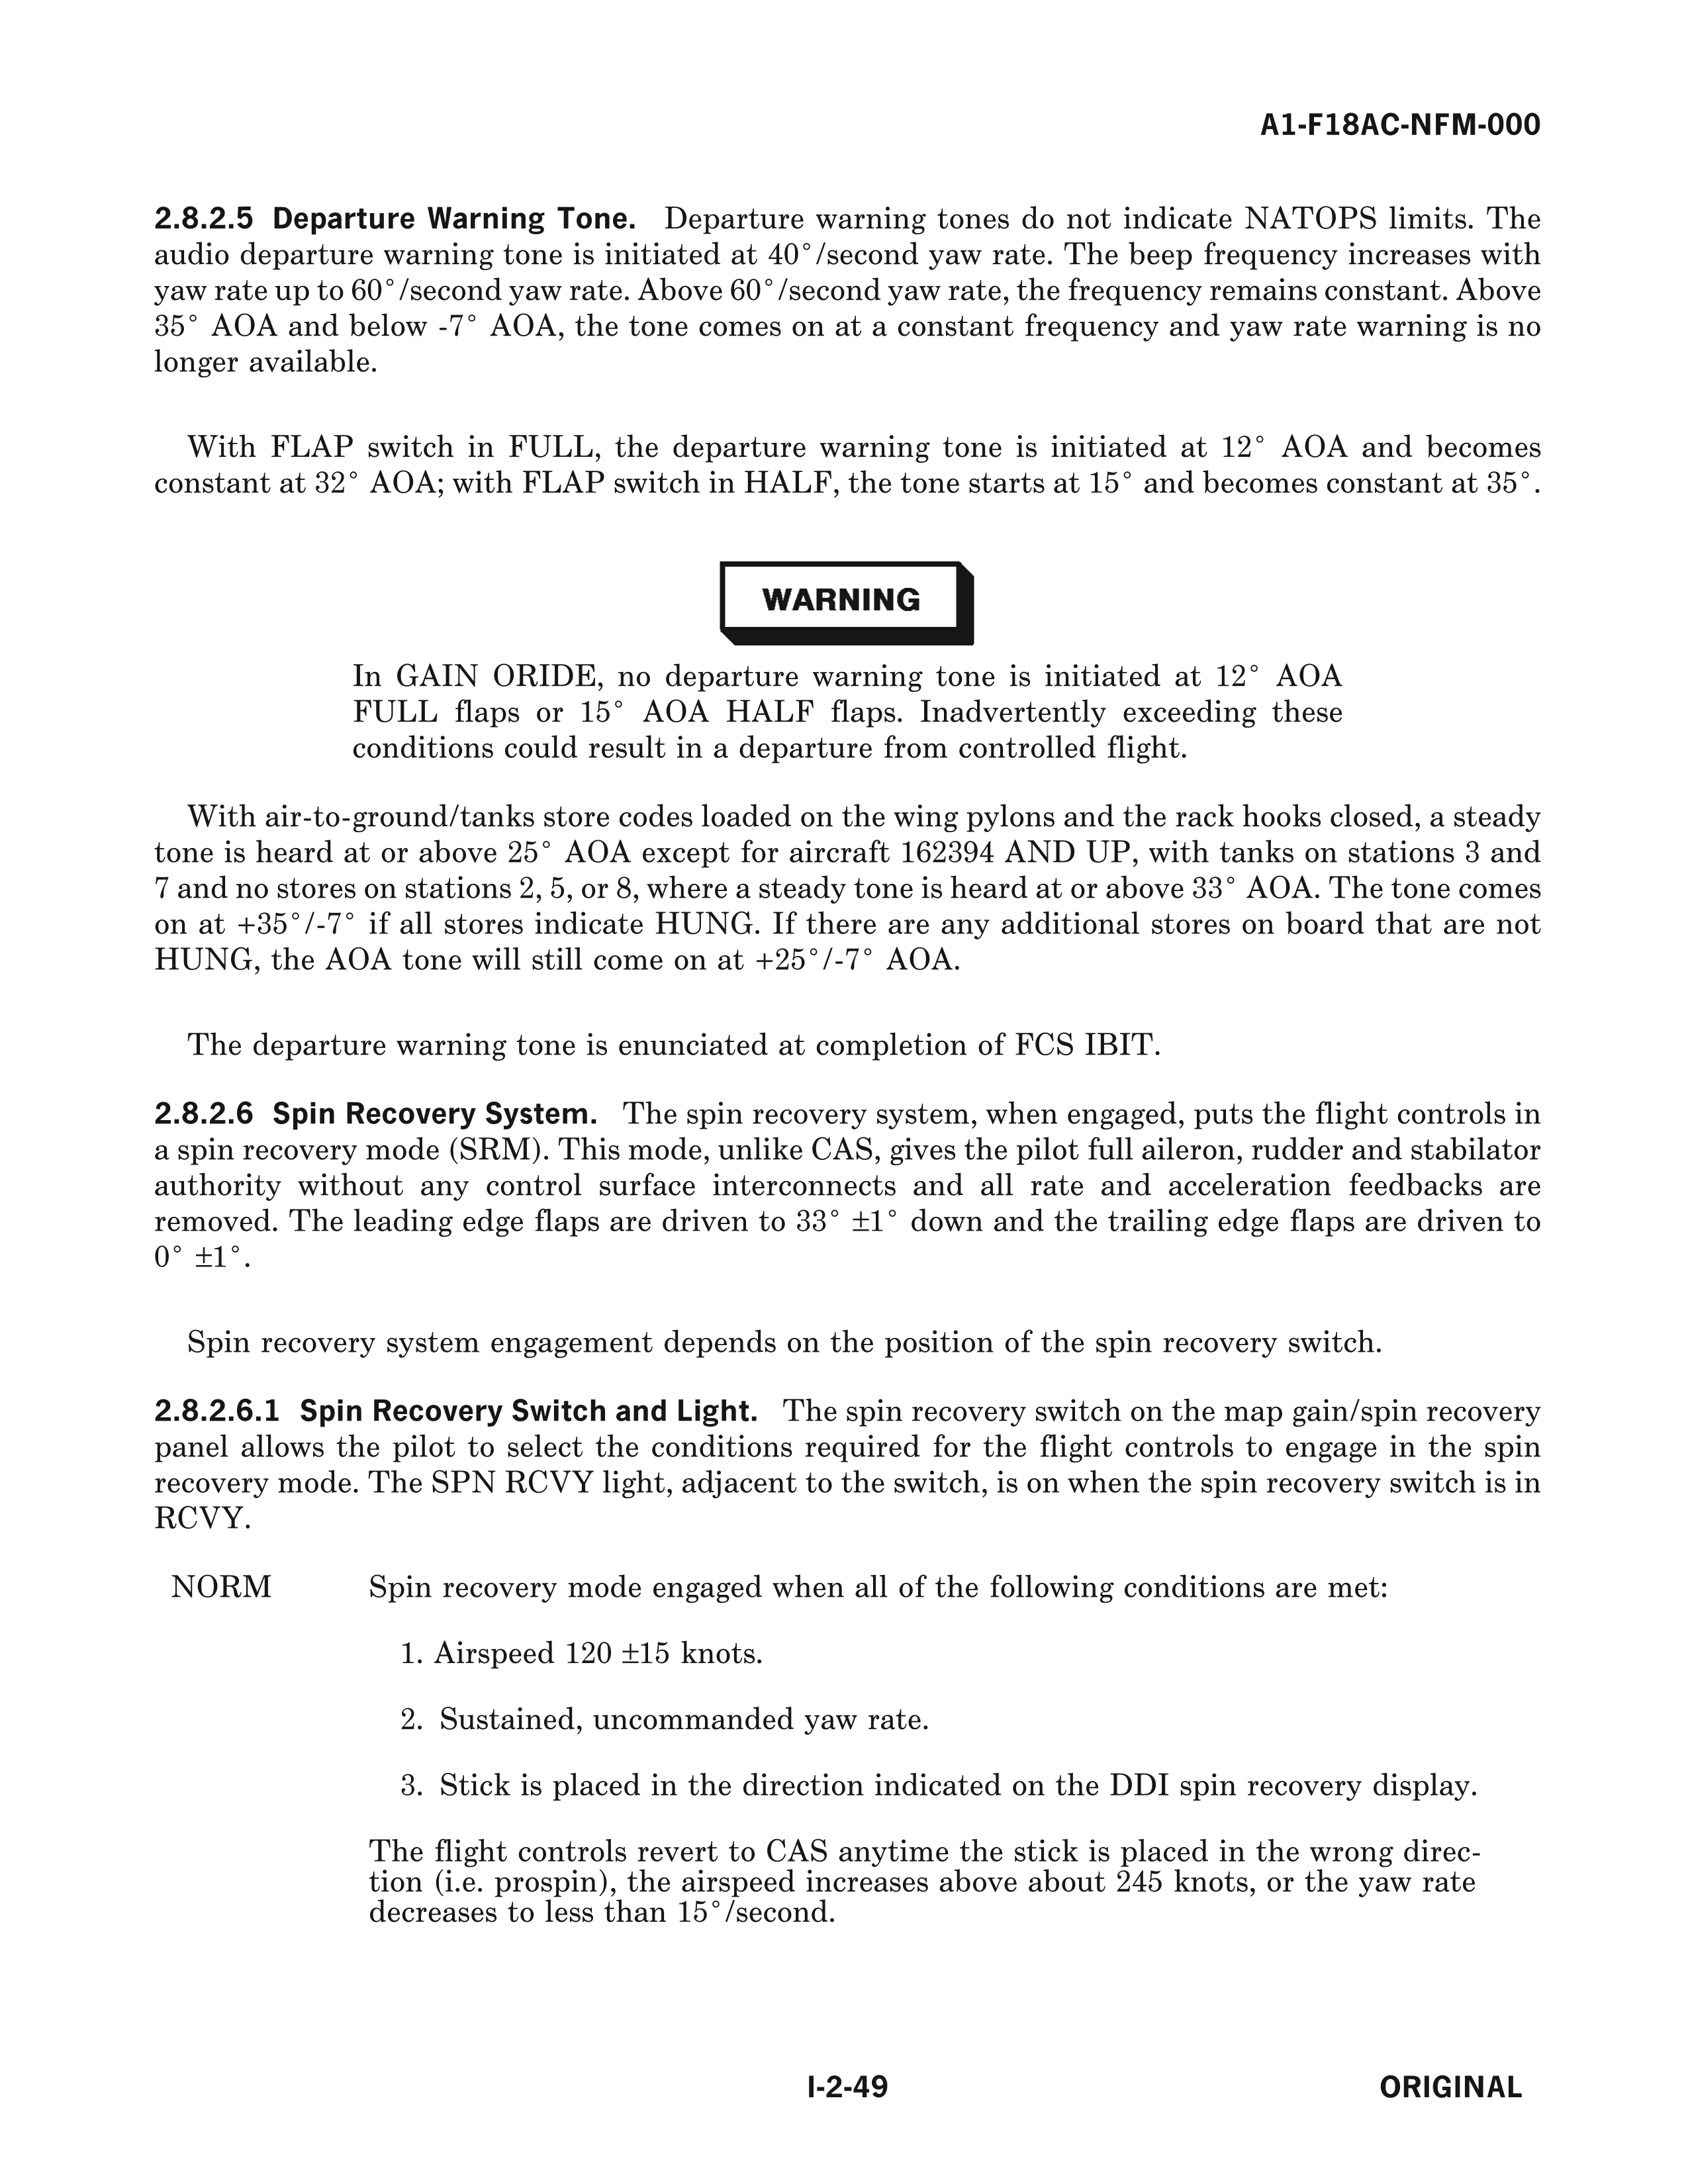 A1-F18AC-NFM-000
2.8.2.5 Departure Warning Tone. Departure warning tones do not indicate NATOPS limits. The
audio departure warning tone is initiated at 40°/second yaw rate. The beep frequency increases with
yaw rate up to 60°/second yaw rate. Above 60°/second yaw rate, the frequency remains constant. Above
35° AOA and below -7° AOA, the tone comes on at a constant frequency and yaw rate warning is no
longer available.
With FLAP switch in FULL, the departure warning tone is initiated at 12° AOA and becomes
constant at 32° AOA; with FLAP switch in HALF, the tone starts at 15° and becomes constant at 35°.
WARNING
In GAIN ORIDE, no departure warning tone is initiated at 12° AOA
FULL flaps or 15° AOA HALF flaps. Inadvertently exceeding these
conditions could result in a departure from controlled flight.
With air-to-ground/tanks store codes loaded on the wing pylons and the rack hooks closed, a steady
tone is heard at or above 25° AOA except for aircraft 162394 AND UP, with tanks on stations 3 and
7 and no stores on stations 2, 5, or 8, where a steady tone is heard at or above 33° AOA. The tone comes
on at +35°/-7° if all stores indicate HUNG. If there are any additional stores on board that are not
HUNG, the AOA tone will still come on at +25°/-7° AOA.
The departure warning tone is enunciated at completion of FCS IBIT.
2.8.2.6 Spin Recovery System. The spin recovery system, when engaged, puts the flight controls in
a spin recovery mode (SRM). This mode, unlike CAS, gives the pilot full aileron, rudder and stabilator
authority without any control surface interconnects and all rate and acceleration feedbacks are
removed. The leading edge flaps are driven to 33° ±1° down and the trailing edge flaps are driven to
0° ±1°.
Spin recovery system engagement depends on the position of the spin recovery switch.
2.8.2.6.1 Spin Recovery Switch and Light. The spin recovery switch on the map gain/spin recovery
panel allows the pilot to select the conditions required for the flight controls to engage in the spin
recovery mode. The SPN RCVY light, adjacent to the switch, is on when the spin recovery switch is in
RCVY.
NORM Spin recovery mode engaged when all of the following conditions are met:
1. Airspeed 120 ±15 knots.
2. Sustained, uncommanded yaw rate.
3. Stick is placed in the direction indicated on the DDI spin recovery display.
The flight controls revert to CAS anytime the stick is placed in the wrong direc-
tion (i.e. prospin), the airspeed increases above about 245 knots, or the yaw rate
decreases to less than 15°/second.
I-2-49 ORIGINAL